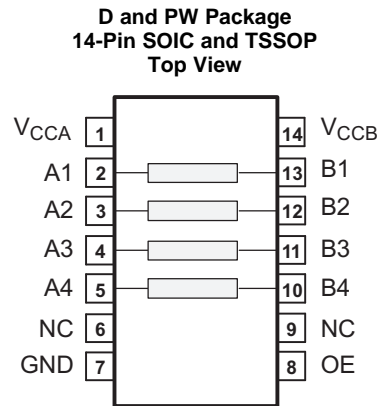 D and PW Package
14-Pin SOIC and TSSOP
Top View
VCCA 1 14 VCCB
A1 2 13 B1
A2 3 12 B2
A3 4 11 B3
A4 5 10 B4
NC 6 9 NC
GND 7 8 OE